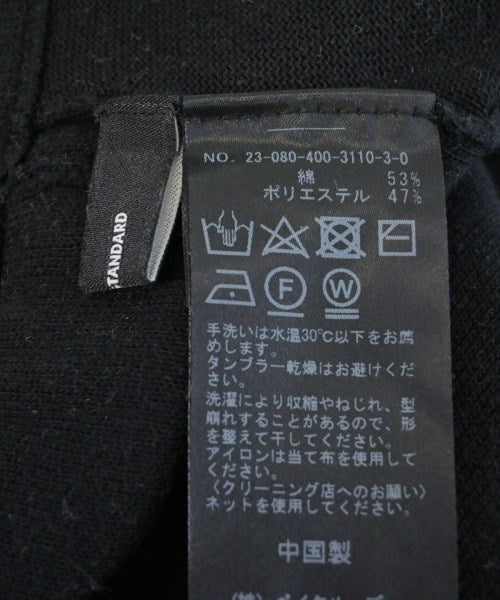 STANDARD
NO. 23-080-400-3110-3-0
綿 53%
ポリエステル 47%
F W
手洗いは水温30℃以下をお薦
めします。
タンブラー乾燥はお避けくだ
さい。
洗濯により収縮やねじれ、型
崩れすることがあるので、形
を整えて干してください。
アイロンは当て布を使用して
ください。
〈クリーニング店へのお願い〉
ネットを使用してください。
中国製